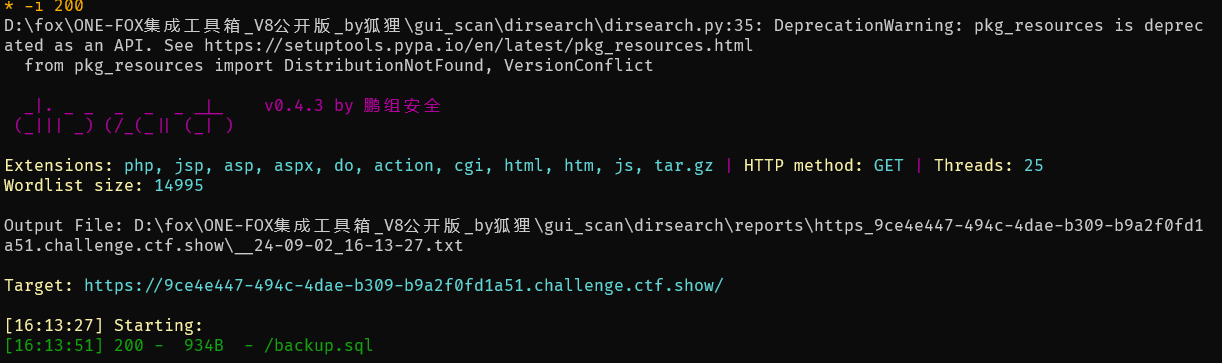 * -i 200
D:\fox\ONE-FOX集成工具箱_V8公开版_by狐狸\gui_scan\dirsearch\dirsearch.py:35: DeprecationWarning: pkg_resources is deprec
ated as an API. See https://setuptools.pypa.io/en/latest/pkg_resources.html
  from pkg_resources import DistributionNotFound, VersionConflict
  _|. _ _  _  _  _ _|_    v0.4.3 by 鹏组安全
 (_||| _) (/_(_|| (_| )
Extensions: php, jsp, asp, aspx, do, action, cgi, html, htm, js, tar.gz | HTTP method: GET | Threads: 25
Wordlist size: 14995
Output File: D:\fox\ONE-FOX集成工具箱_V8公开版_by狐狸\gui_scan\dirsearch\reports\https_9ce4e447-494c-4dae-b309-b9a2f0fd1
a51.challenge.ctf.show\__24-09-02_16-13-27.txt
Target: https://9ce4e447-494c-4dae-b309-b9a2f0fd1a51.challenge.ctf.show/
[16:13:27] Starting:
[16:13:51] 200 -  934B  - /backup.sql